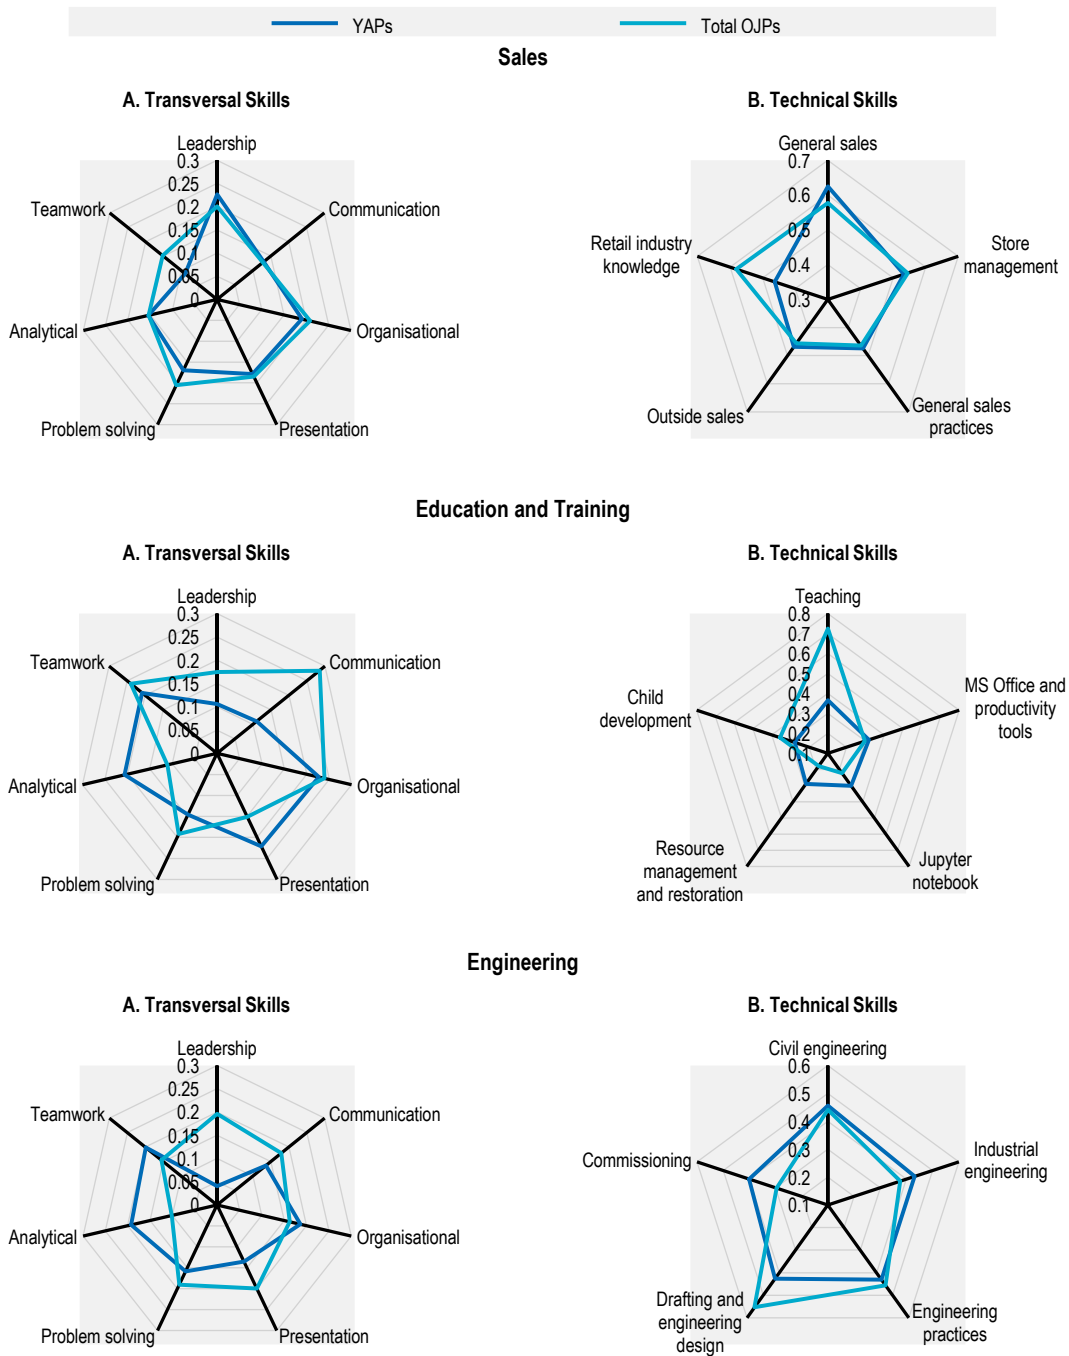 YAPs
Total OJPs
Sales
A. Transversal Skills
Leadership
0.3
0.25
0.2
0.15
0.1
0.05
0
Communication
Organisational
Presentation
Problem solving
Analytical
Teamwork
B. Technical Skills
General sales
0.7
0.6
0.5
0.4
0.3
Store
management
General sales
practices
Outside sales
Retail industry
knowledge
Education and Training
A. Transversal Skills
Leadership
0.3
0.25
0.2
0.15
0.1
0.05
0
Communication
Organisational
Presentation
Problem solving
Analytical
Teamwork
B. Technical Skills
Teaching
0.8
0.7
0.6
0.5
0.4
0.3
0.2
0.1
MS Office and
productivity
tools
Jupyter
notebook
Resource
management
and restoration
Child
development
Engineering
A. Transversal Skills
Leadership
0.3
0.25
0.2
0.15
0.1
0.05
0
Communication
Organisational
Presentation
Problem solving
Analytical
Teamwork
B. Technical Skills
Civil engineering
0.6
0.5
0.4
0.3
0.2
0.1
Industrial
engineering
Engineering
practices
Drafting and
engineering
design
Commissioning